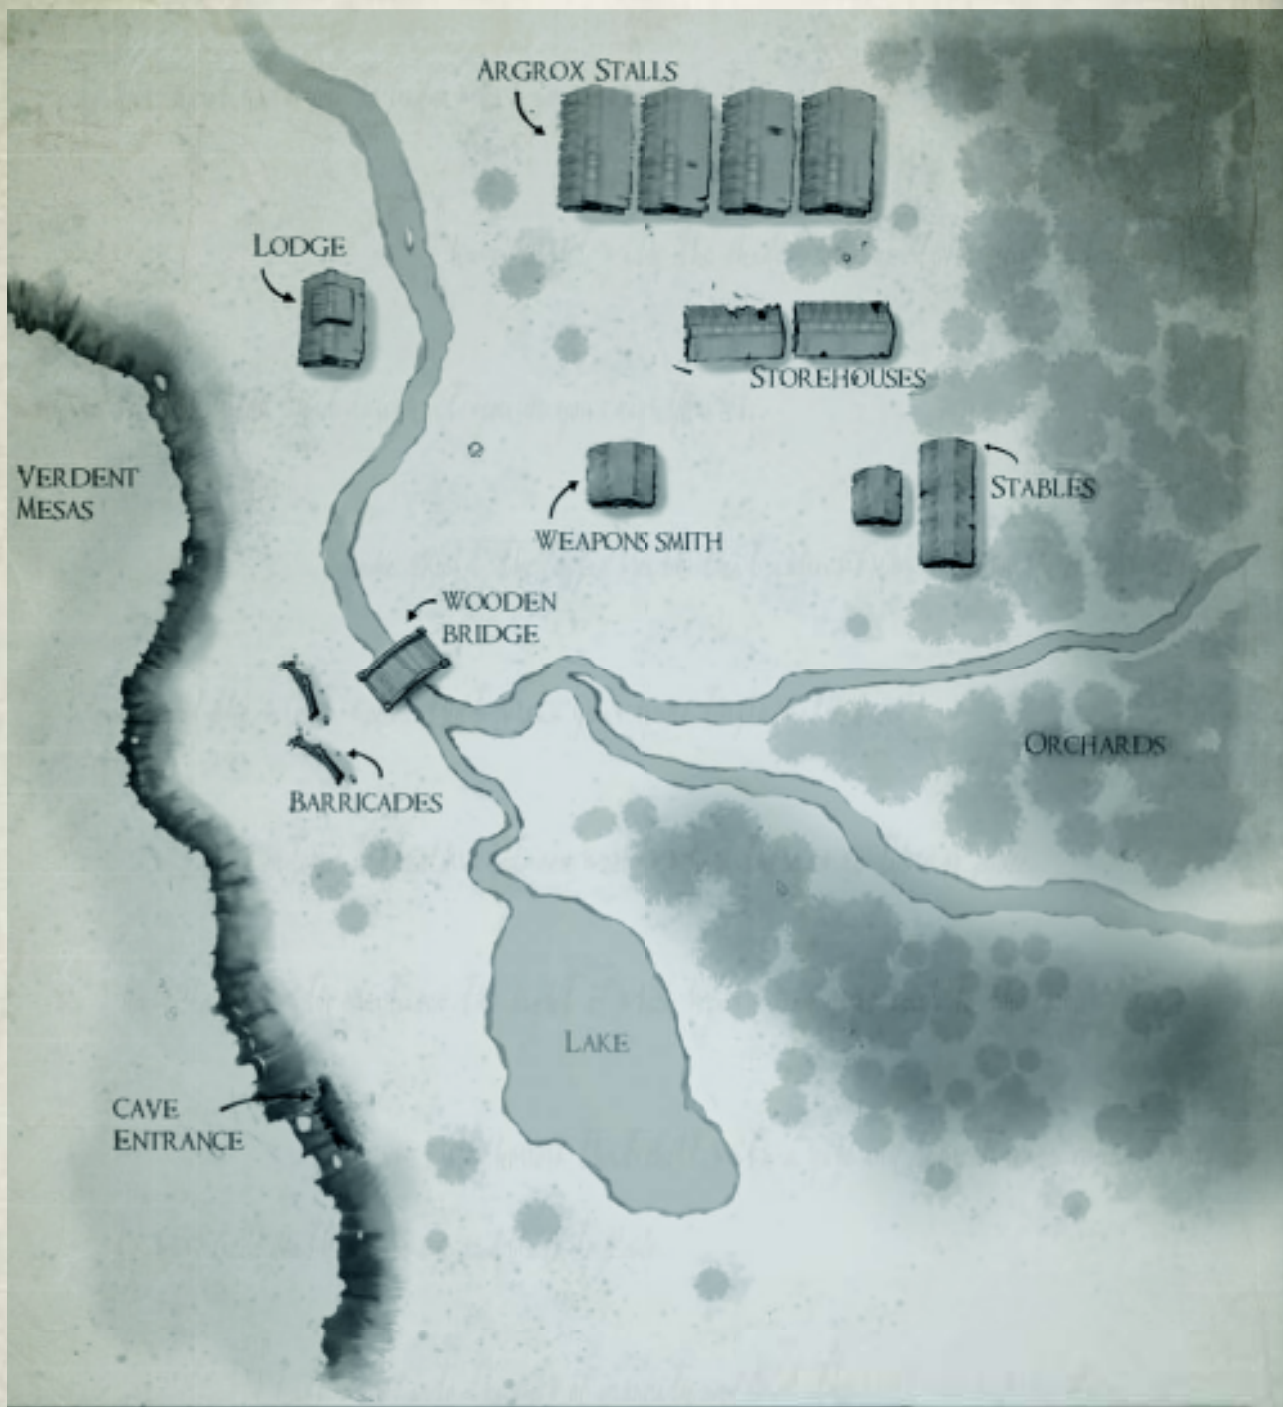 ARGROX STALLS
LODGE
STOREHOUSES
VERDENT
MESAS
STABLES
WEAPONS SMITH
WOODEN
BRIDGE
ORCHARDS
BARRICADES
LAKE
CAVE
ENTRANCE